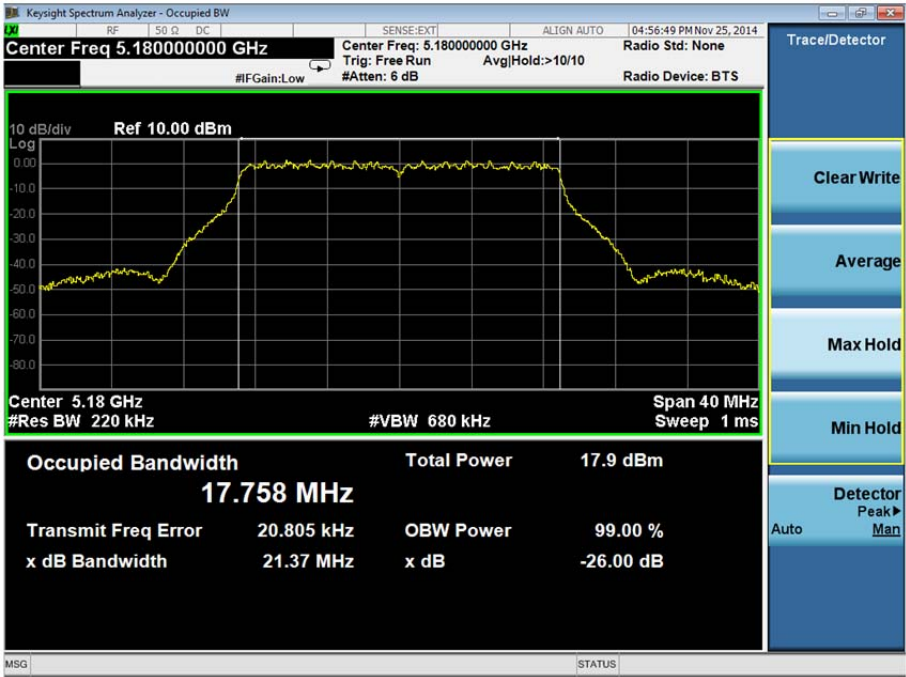 Keysight Spectrum Analyzer - Occupied BW
LXI RF 50 Ω DC SENSE:EXT ALIGN AUTO 04:56:49 PM Nov 25, 2014
Center Freq 5.180000000 GHz
Center Freq: 5.180000000 GHz Radio Std: None
Trig: Free Run Avg|Hold:>10/10
#IFGain:Low #Atten: 6 dB Radio Device: BTS
10 dB/div Ref 10.00 dBm
Log
0.00
-10.0
-20.0
-30.0
-40.0
-50.0
-60.0
-70.0
-80.0
Center 5.18 GHz Span 40 MHz
#Res BW 220 kHz #VBW 680 kHz Sweep 1 ms
Occupied Bandwidth Total Power 17.9 dBm
17.758 MHz
Transmit Freq Error 20.805 kHz OBW Power 99.00 %
x dB Bandwidth 21.37 MHz x dB -26.00 dB
MSG STATUS
Trace/Detector
Clear Write
Average
Max Hold
Min Hold
Detector
Peak▶
Auto Man